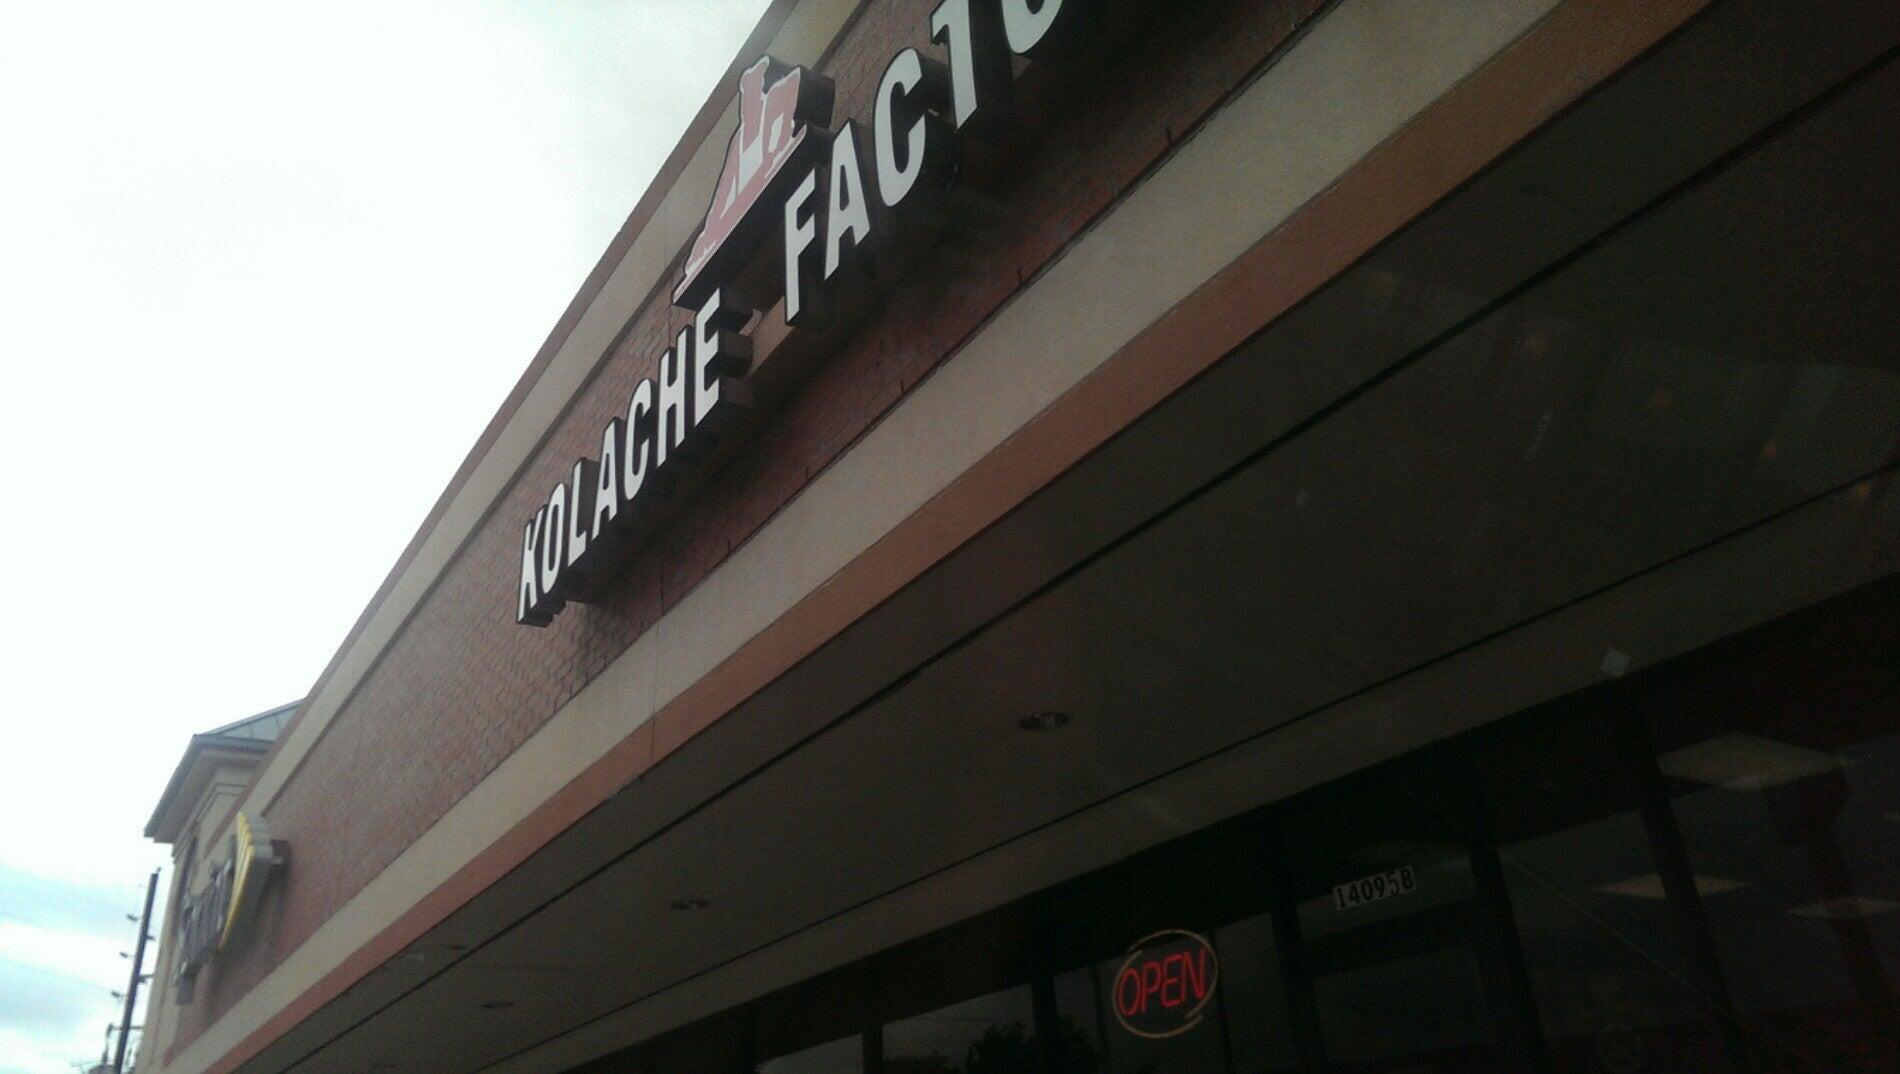 KOLACHE FACTO
14095B
OPEN